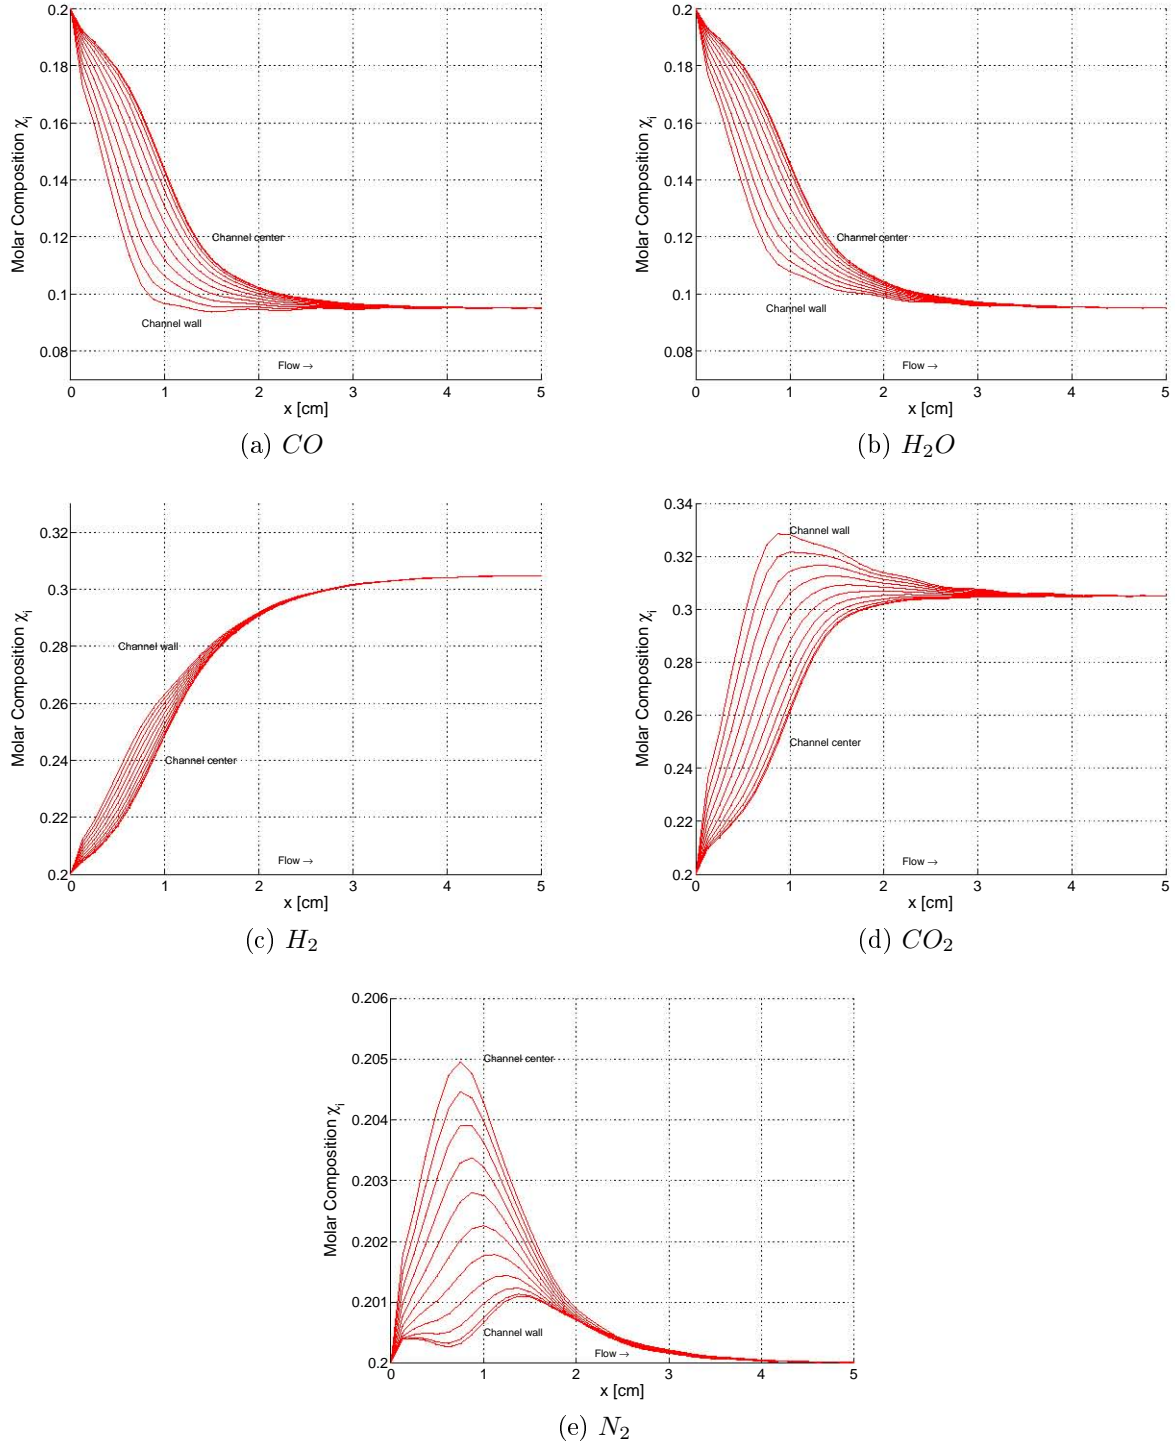 0.2
0.18
0.16
0.14
0.12
0.1
0.08
Molar Composition χi
Channel center
Channel wall
Flow →
0 1 2 3 4 5
x [cm]
(a) CO
0.2
0.18
0.16
0.14
0.12
0.1
0.08
Molar Composition χi
Channel center
Channel wall
Flow →
0 1 2 3 4 5
x [cm]
(b) H2O
0.32
0.3
0.28
0.26
0.24
0.22
0.2
Molar Composition χi
Channel wall
Channel center
Flow →
0 1 2 3 4 5
x [cm]
(c) H2
0.34
0.32
0.3
0.28
0.26
0.24
0.22
0.2
Molar Composition χi
Channel wall
Channel center
Flow →
0 1 2 3 4 5
x [cm]
(d) CO2
0.206
0.205
0.204
0.203
0.202
0.201
0.2
Molar Composition χi
Channel center
Channel wall
Flow →
0 1 2 3 4 5
x [cm]
(e) N2